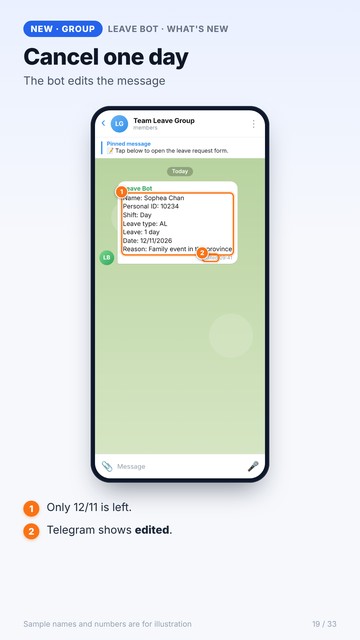 NEW · GROUP LEAVE BOT · WHAT'S NEW
Cancel one day
The bot edits the message
LG Team Leave Group
members
Pinned message
📝 Tap below to open the leave request form.
Today
1
Leave Bot
Name: Sophea Chan
Personal ID: 10234
Shift: Day
Leave type: AL
Leave: 1 day
Date: 12/11/2026
Reason: Family event in the province
2
LB
Message
1 Only 12/11 is left.
2 Telegram shows edited.
Sample names and numbers are for illustration 19 / 33